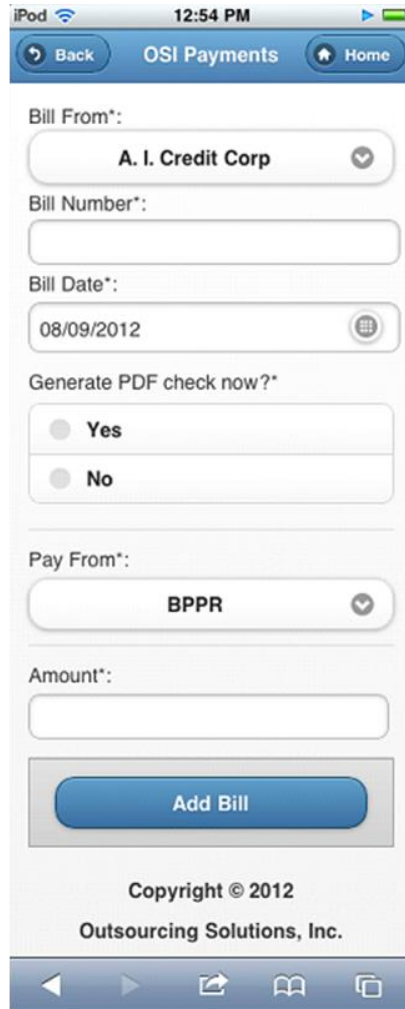 iPod 12:54 PM
Back OSI Payments Home
Bill From*:
A. I. Credit Corp
Bill Number*:
Bill Date*:
08/09/2012
Generate PDF check now?*
Yes
No
Pay From*:
BPPR
Amount*:
Add Bill
Copyright © 2012
Outsourcing Solutions, Inc.